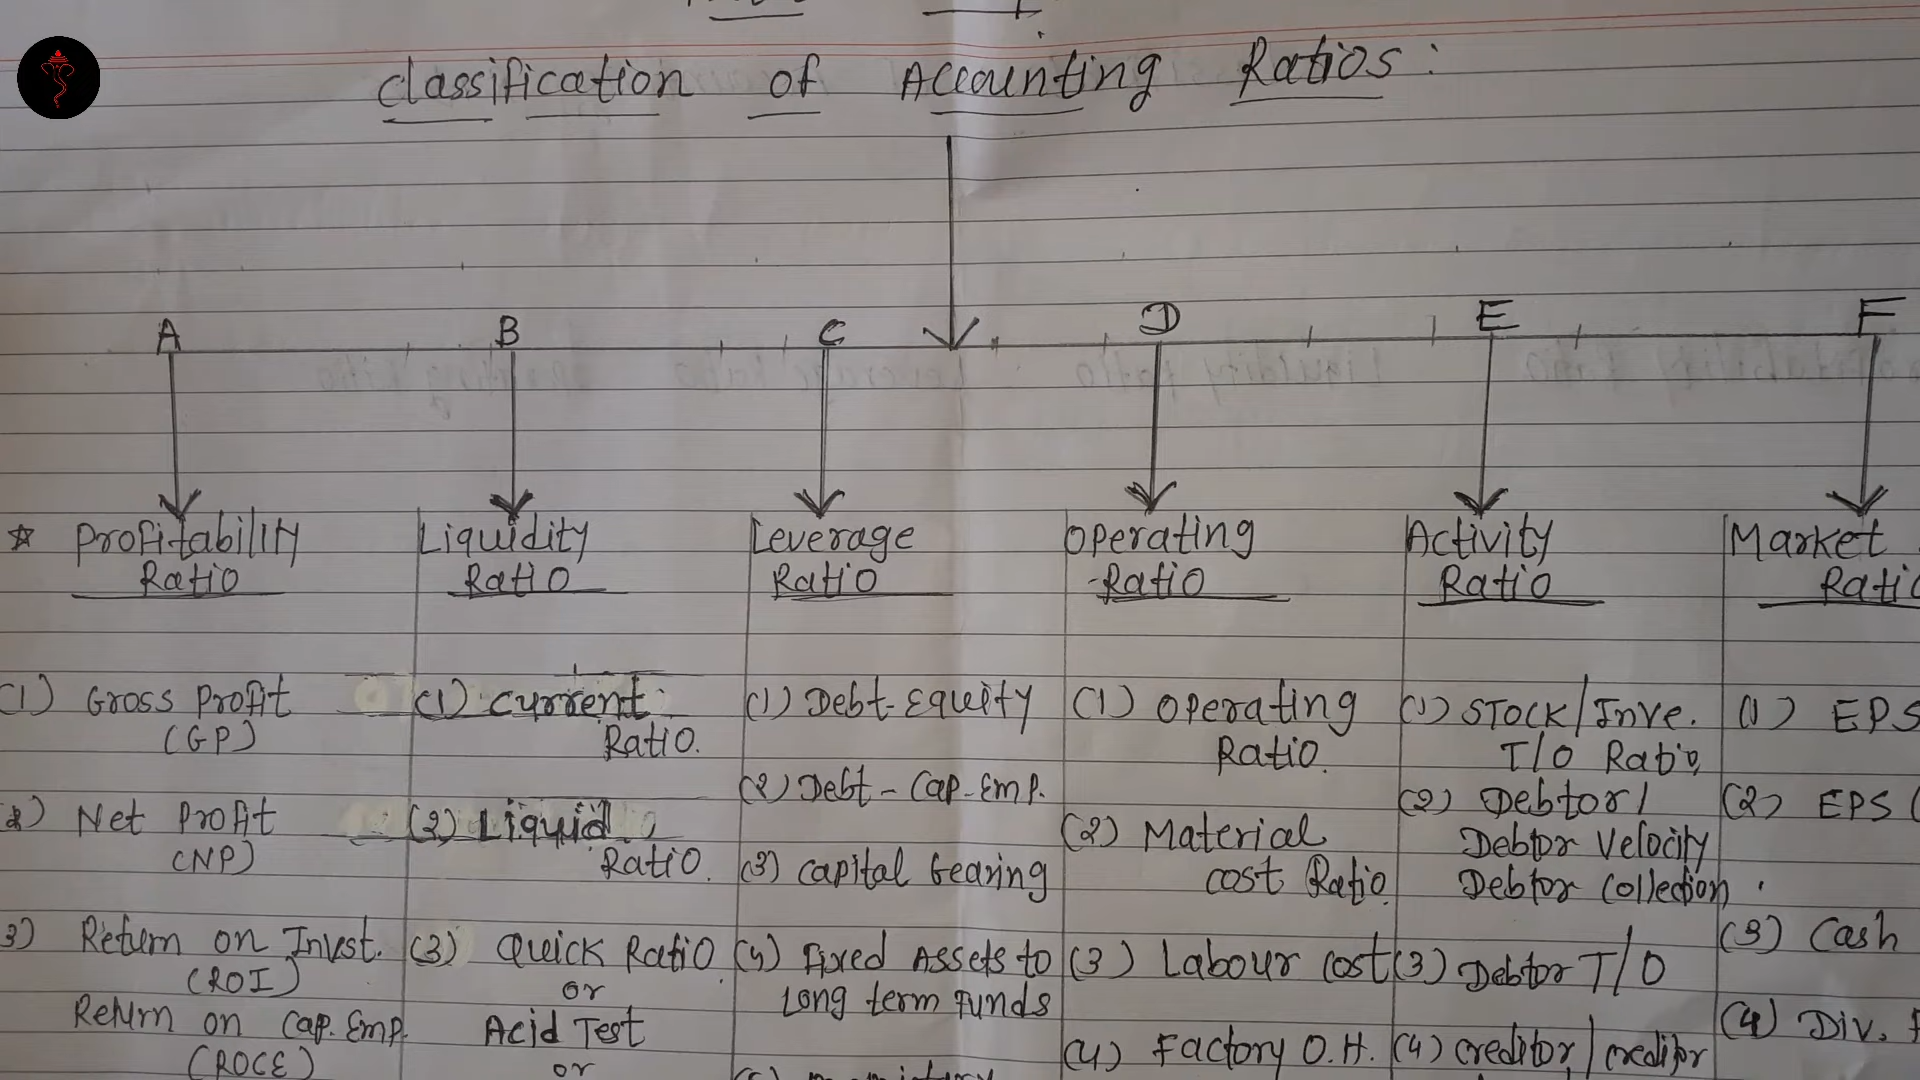 Classification of Accounting Ratios:
A B C D E F
☆ Profitability Ratio
(1) Gross Profit
(GP)
(2) Net Profit
(NP)
(3) Return on Invst.
(ROI)
Return on Cap. Emp.
(ROCE)
Liquidity
Ratio
(1) Current
Ratio.
(2) Liquid
Ratio.
(3) Quick Ratio
or
Acid Test
or
Leverage
Ratio
(1) Debt-Equity
(2) Debt-Cap-Emp.
(3) Capital Gearing
(4) Fixed Assets to
Long term Funds
Operating
Ratio
(1) Operating
Ratio.
(2) Material
Cost Ratio
(3) Labour Cost
(4) Factory O.H.
Activity
Ratio
(1) Stock/Inve.
T/O Ratio
(2) Debtor/
Debtor Velocity
Debtor Collection
(3) Debtor T/O
(4) Creditor/Creditor
Market
(1) EPS
(2) EPS (
(3) Cash
(4) Div.